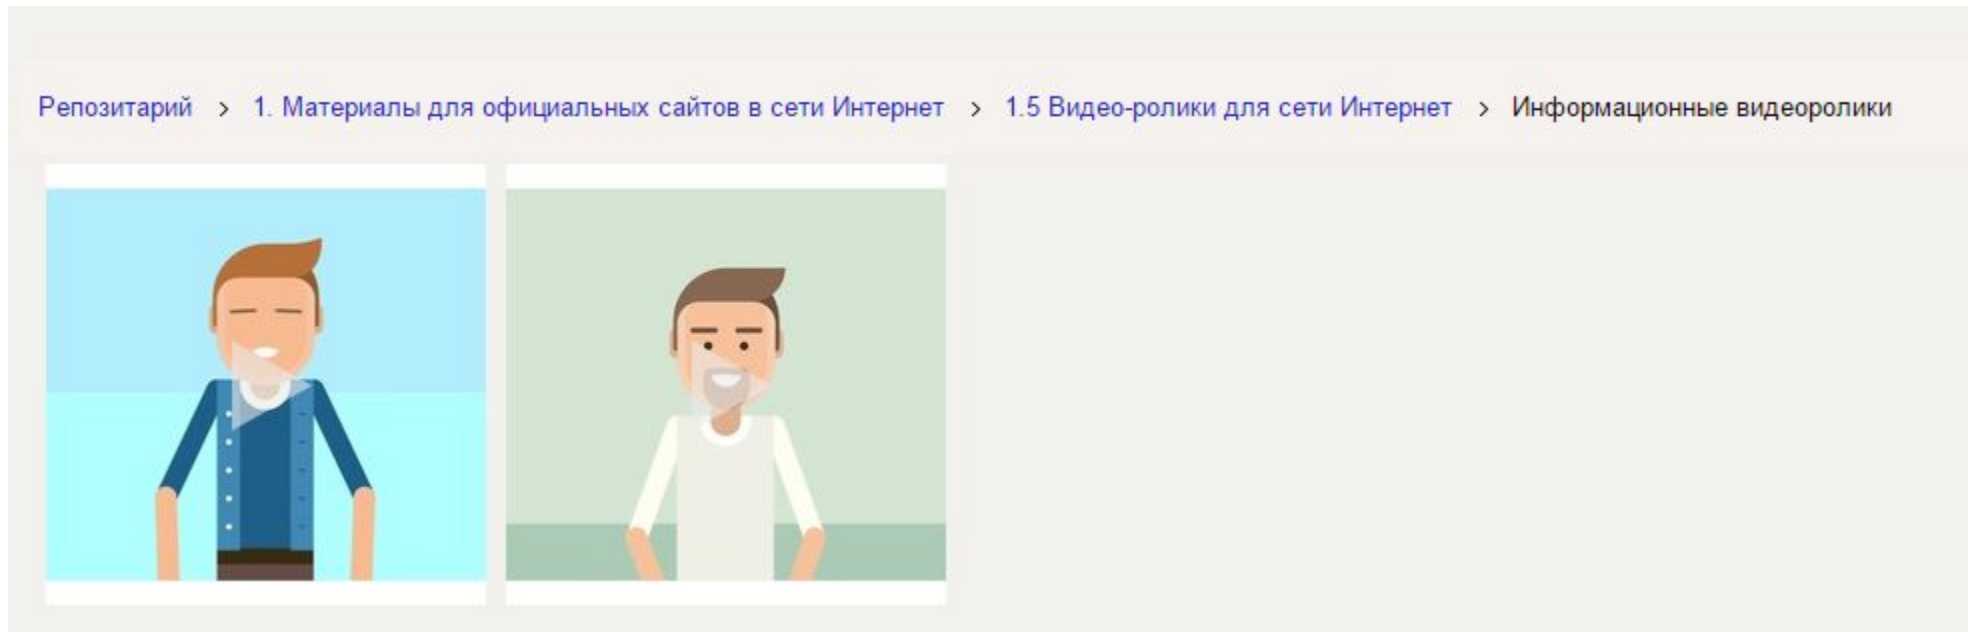 Репозитарий > 1. Материалы для официальных сайтов в сети Интернет > 1.5 Видео-ролики для сети Интернет > Информационные видеоролики